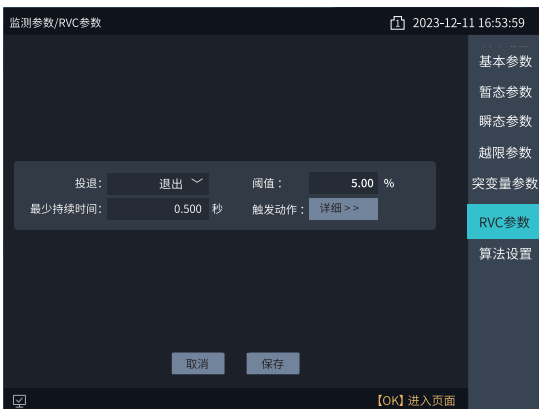 监测参数/RVC参数
1 2023-12-11 16:53:59
基本参数
暂态参数
瞬态参数
越限参数
突变量参数
RVC参数
算法设置
投退： 退出 阈值： 5.00 %
最少持续时间： 0.500 秒 触发动作： 详细>>
取消 保存
【OK】进入页面